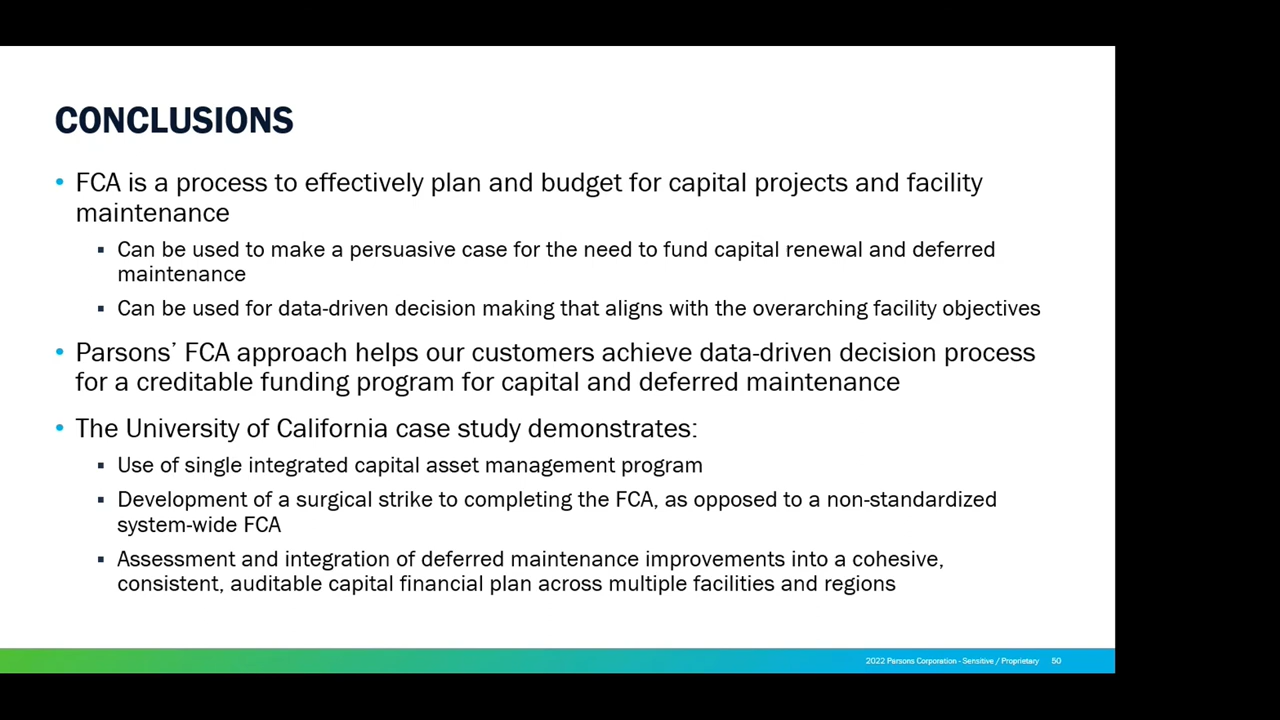 CONCLUSIONS
• FCA is a process to effectively plan and budget for capital projects and facility
maintenance
▪ Can be used to make a persuasive case for the need to fund capital renewal and deferred
maintenance
▪ Can be used for data-driven decision making that aligns with the overarching facility objectives
• Parsons’ FCA approach helps our customers achieve data-driven decision process
for a creditable funding program for capital and deferred maintenance
• The University of California case study demonstrates:
▪ Use of single integrated capital asset management program
▪ Development of a surgical strike to completing the FCA, as opposed to a non-standardized
system-wide FCA
▪ Assessment and integration of deferred maintenance improvements into a cohesive,
consistent, auditable capital financial plan across multiple facilities and regions
2022 Parsons Corporation - Sensitive / Proprietary 50